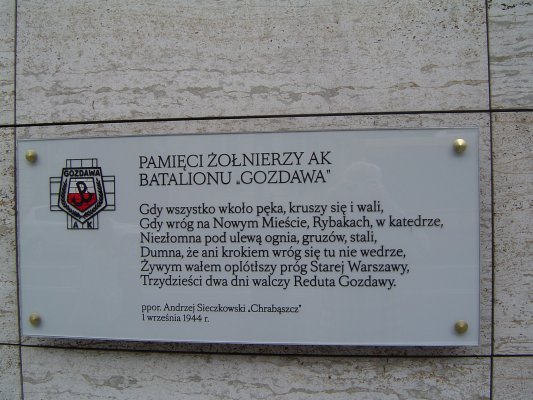 GOZDAWA
AK
PAMIĘCI ŻOŁNIERZY AK
BATALIONU „GOZDAWA"
Gdy wszystko wkoło pęka, kruszy się i wali,
Gdy wróg na Nowym Mieście, Rybakach, w katedrze,
Niezłomna pod ulewą ognia, gruzów, stali,
Dumna, że ani krokiem wróg się tu nie wedrze,
Żywym wałem oplótłszy próg Starej Warszawy,
Trzydzieści dwa dni walczy Reduta Gozdawy.
ppor. Andrzej Sieczkowski „Chrabąszcz"
1 września 1944 r.